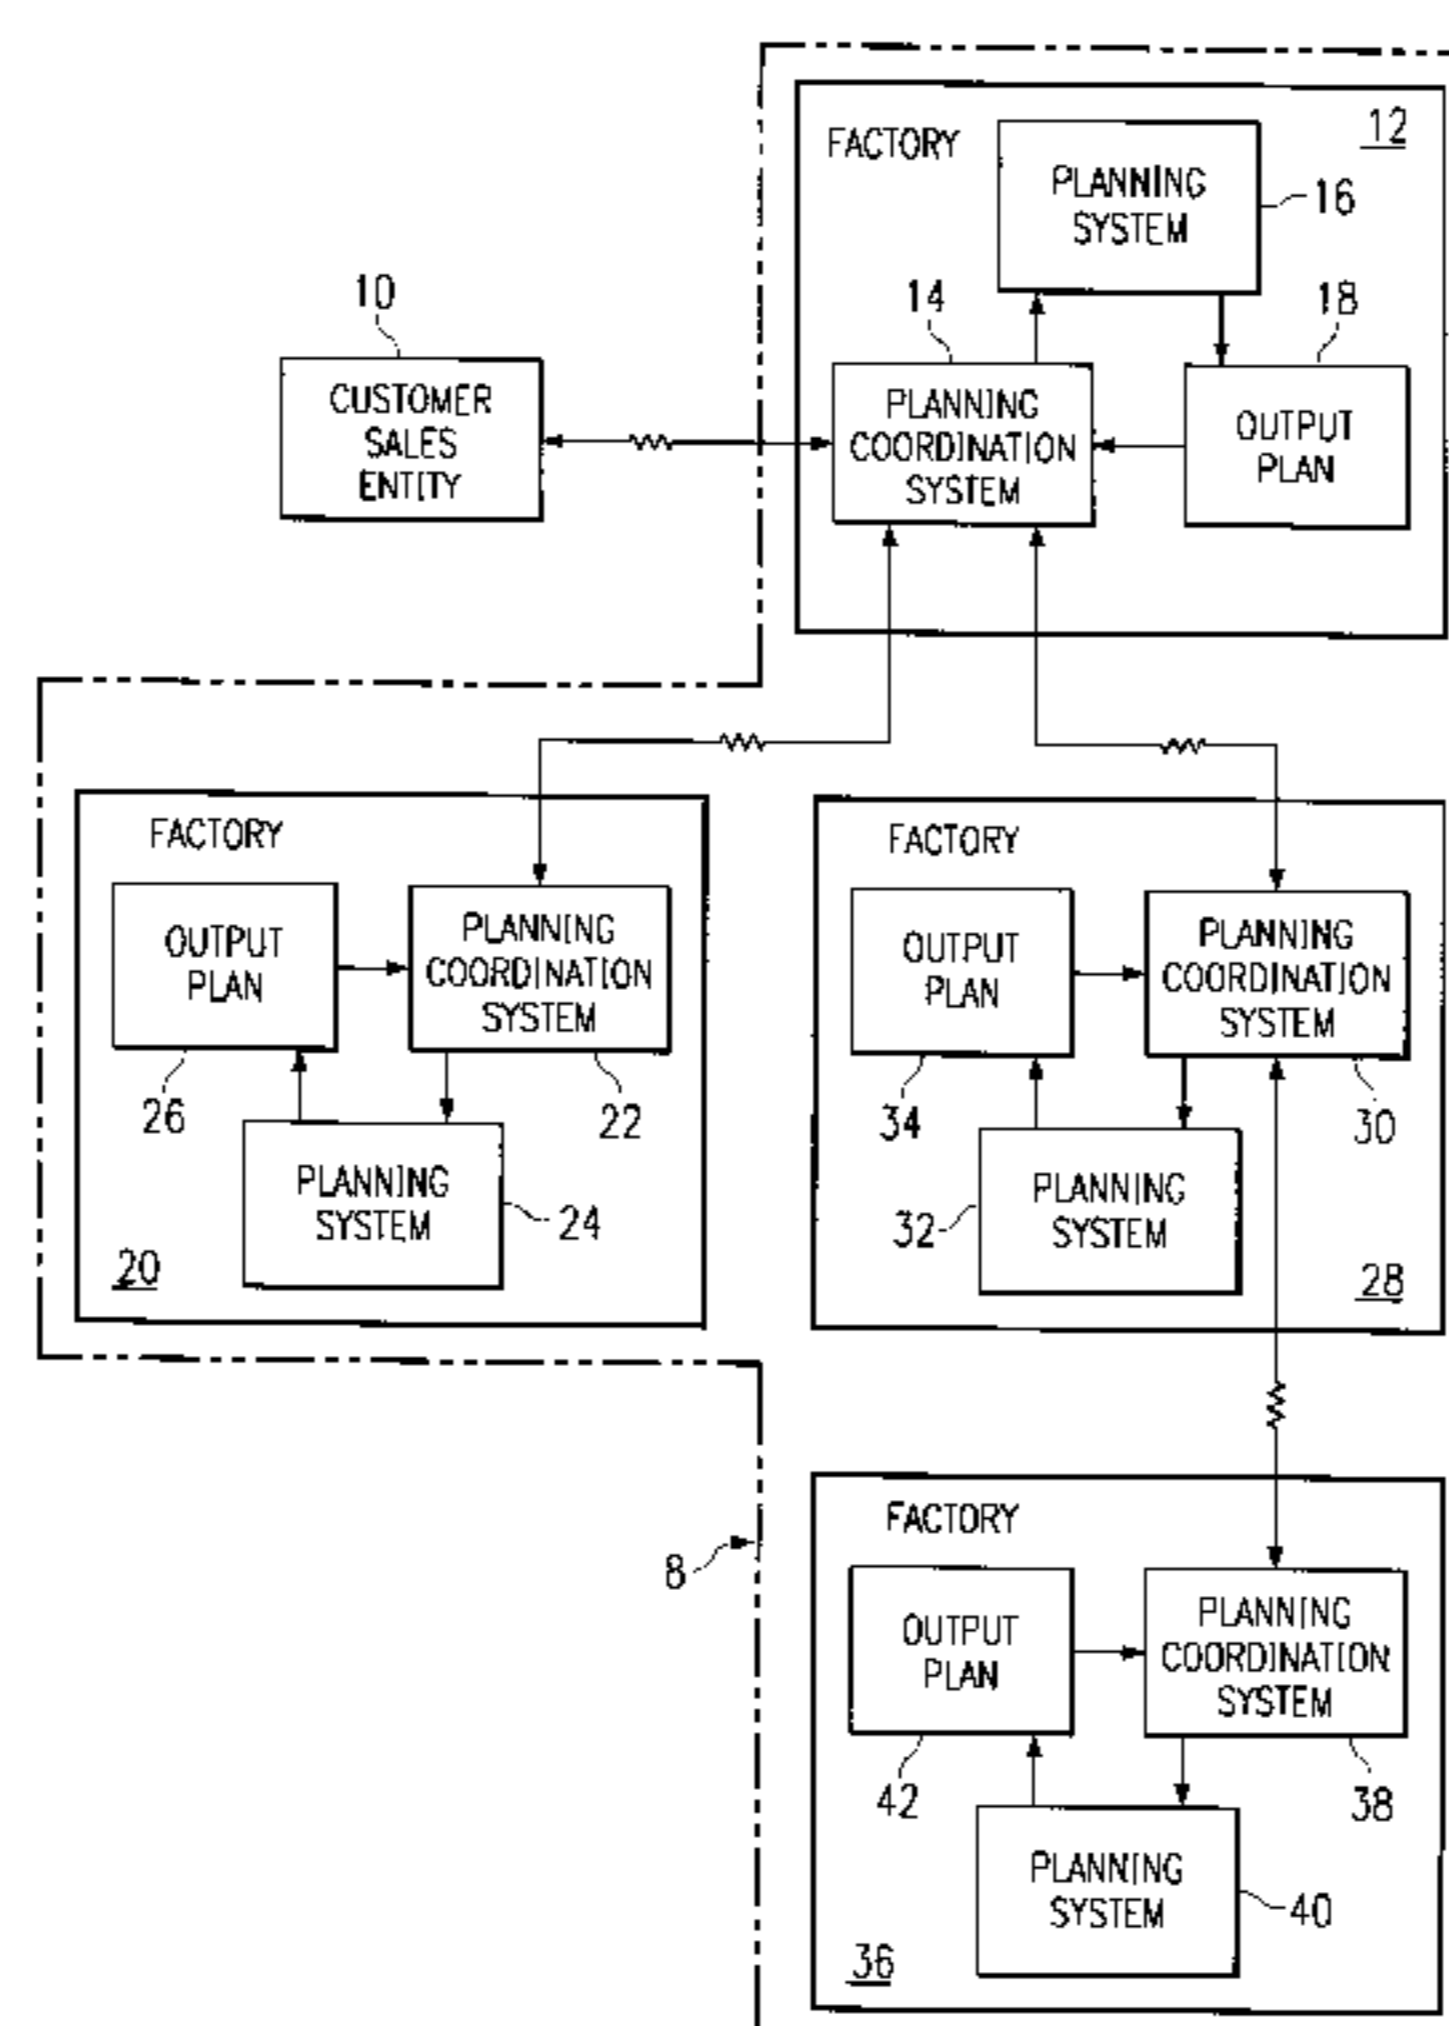 FACTORY
12
PLANNING
SYSTEM
16
10
14
18
CUSTOMER
SALES
ENTITY
PLANNING
COORDINATION
SYSTEM
OUTPUT
PLAN
FACTORY
OUTPUT
PLAN
PLANNING
COORDINATION
SYSTEM
26
22
PLANNING
SYSTEM
24
20
FACTORY
OUTPUT
PLAN
PLANNING
COORDINATION
SYSTEM
34
30
PLANNING
SYSTEM
32
28
8
FACTORY
OUTPUT
PLAN
PLANNING
COORDINATION
SYSTEM
42
38
PLANNING
SYSTEM
40
36